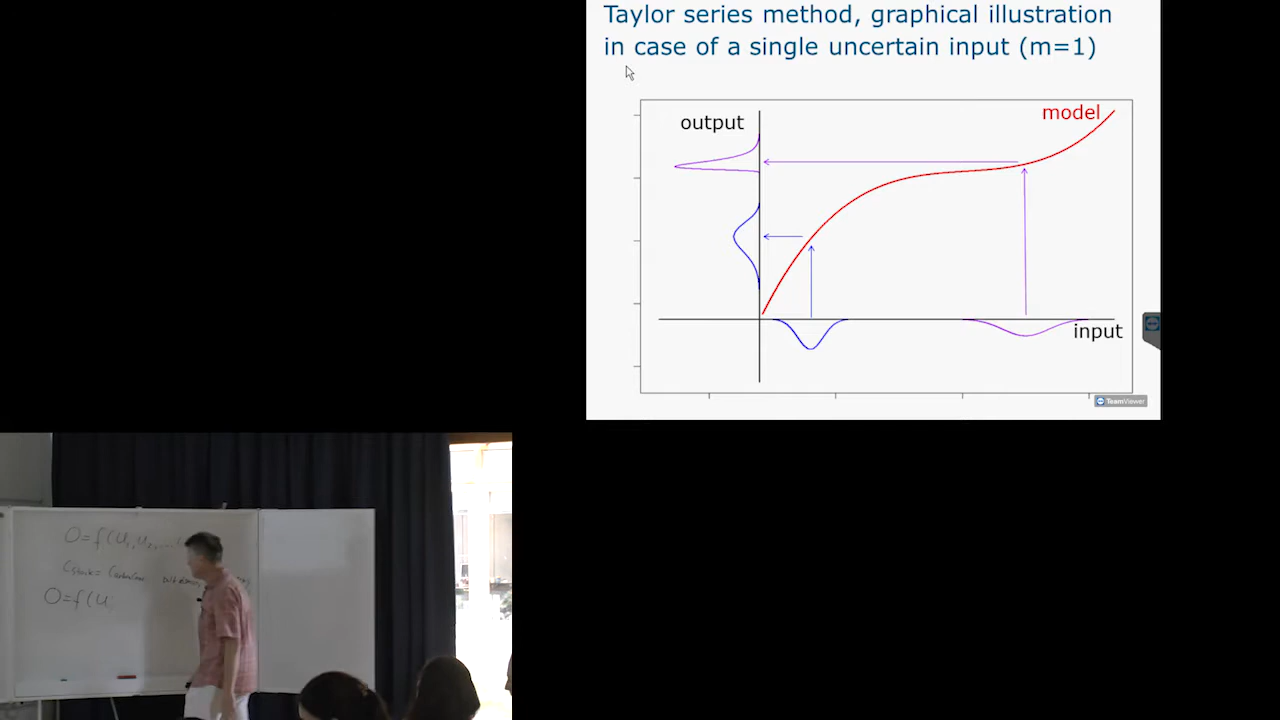 Taylor series method, graphical illustration
in case of a single uncertain input (m=1)
output
model
input
TeamViewer
O=f(U₁,U₂,...
O=f(U